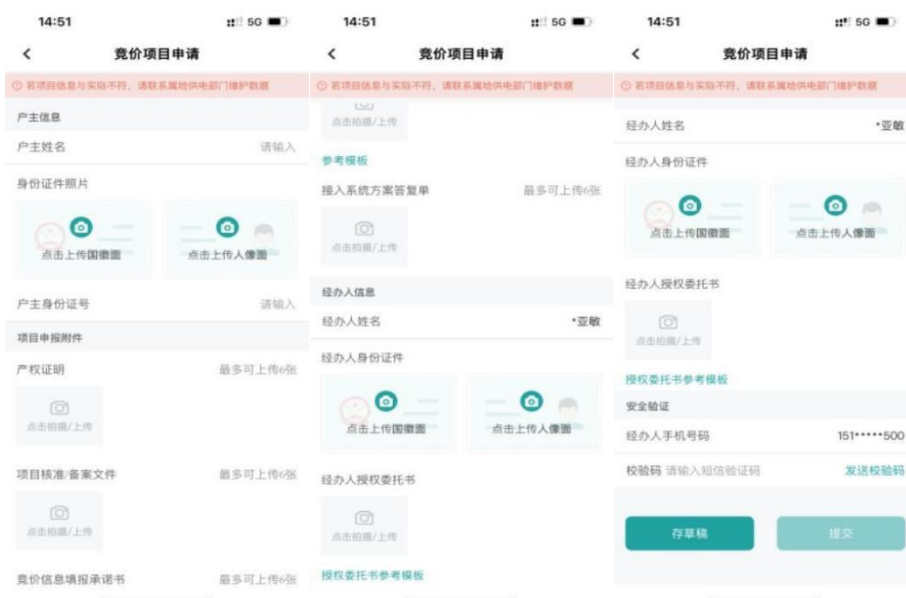 14:51
5G
竞价项目申请
若项目信息与实际不符，请联系属地供电部门维护数据
户主信息
户主姓名 请输入
身份证件照片
点击上传国徽面 点击上传人像面
户主身份证号 请输入
项目申报附件
产权证明 最多可上传6张
点击拍摄/上传
项目核准/备案文件 最多可上传6张
点击拍摄/上传
竞价信息填报承诺书 最多可上传6张
14:51
5G
竞价项目申请
若项目信息与实际不符，请联系属地供电部门维护数据
点击拍摄/上传
参考模板
接入系统方案答复单 最多可上传6张
点击拍摄/上传
经办人信息
经办人姓名 *亚敏
经办人身份证件
点击上传国徽面 点击上传人像面
经办人授权委托书
点击拍摄/上传
授权委托书参考模板
14:51
5G
竞价项目申请
若项目信息与实际不符，请联系属地供电部门维护数据
经办人姓名 *亚敏
经办人身份证件
点击上传国徽面 点击上传人像面
经办人授权委托书
点击拍摄/上传
授权委托书参考模板
安全验证
经办人手机号码 151*****500
校验码 请输入短信验证码 发送校验码
存草稿 提交